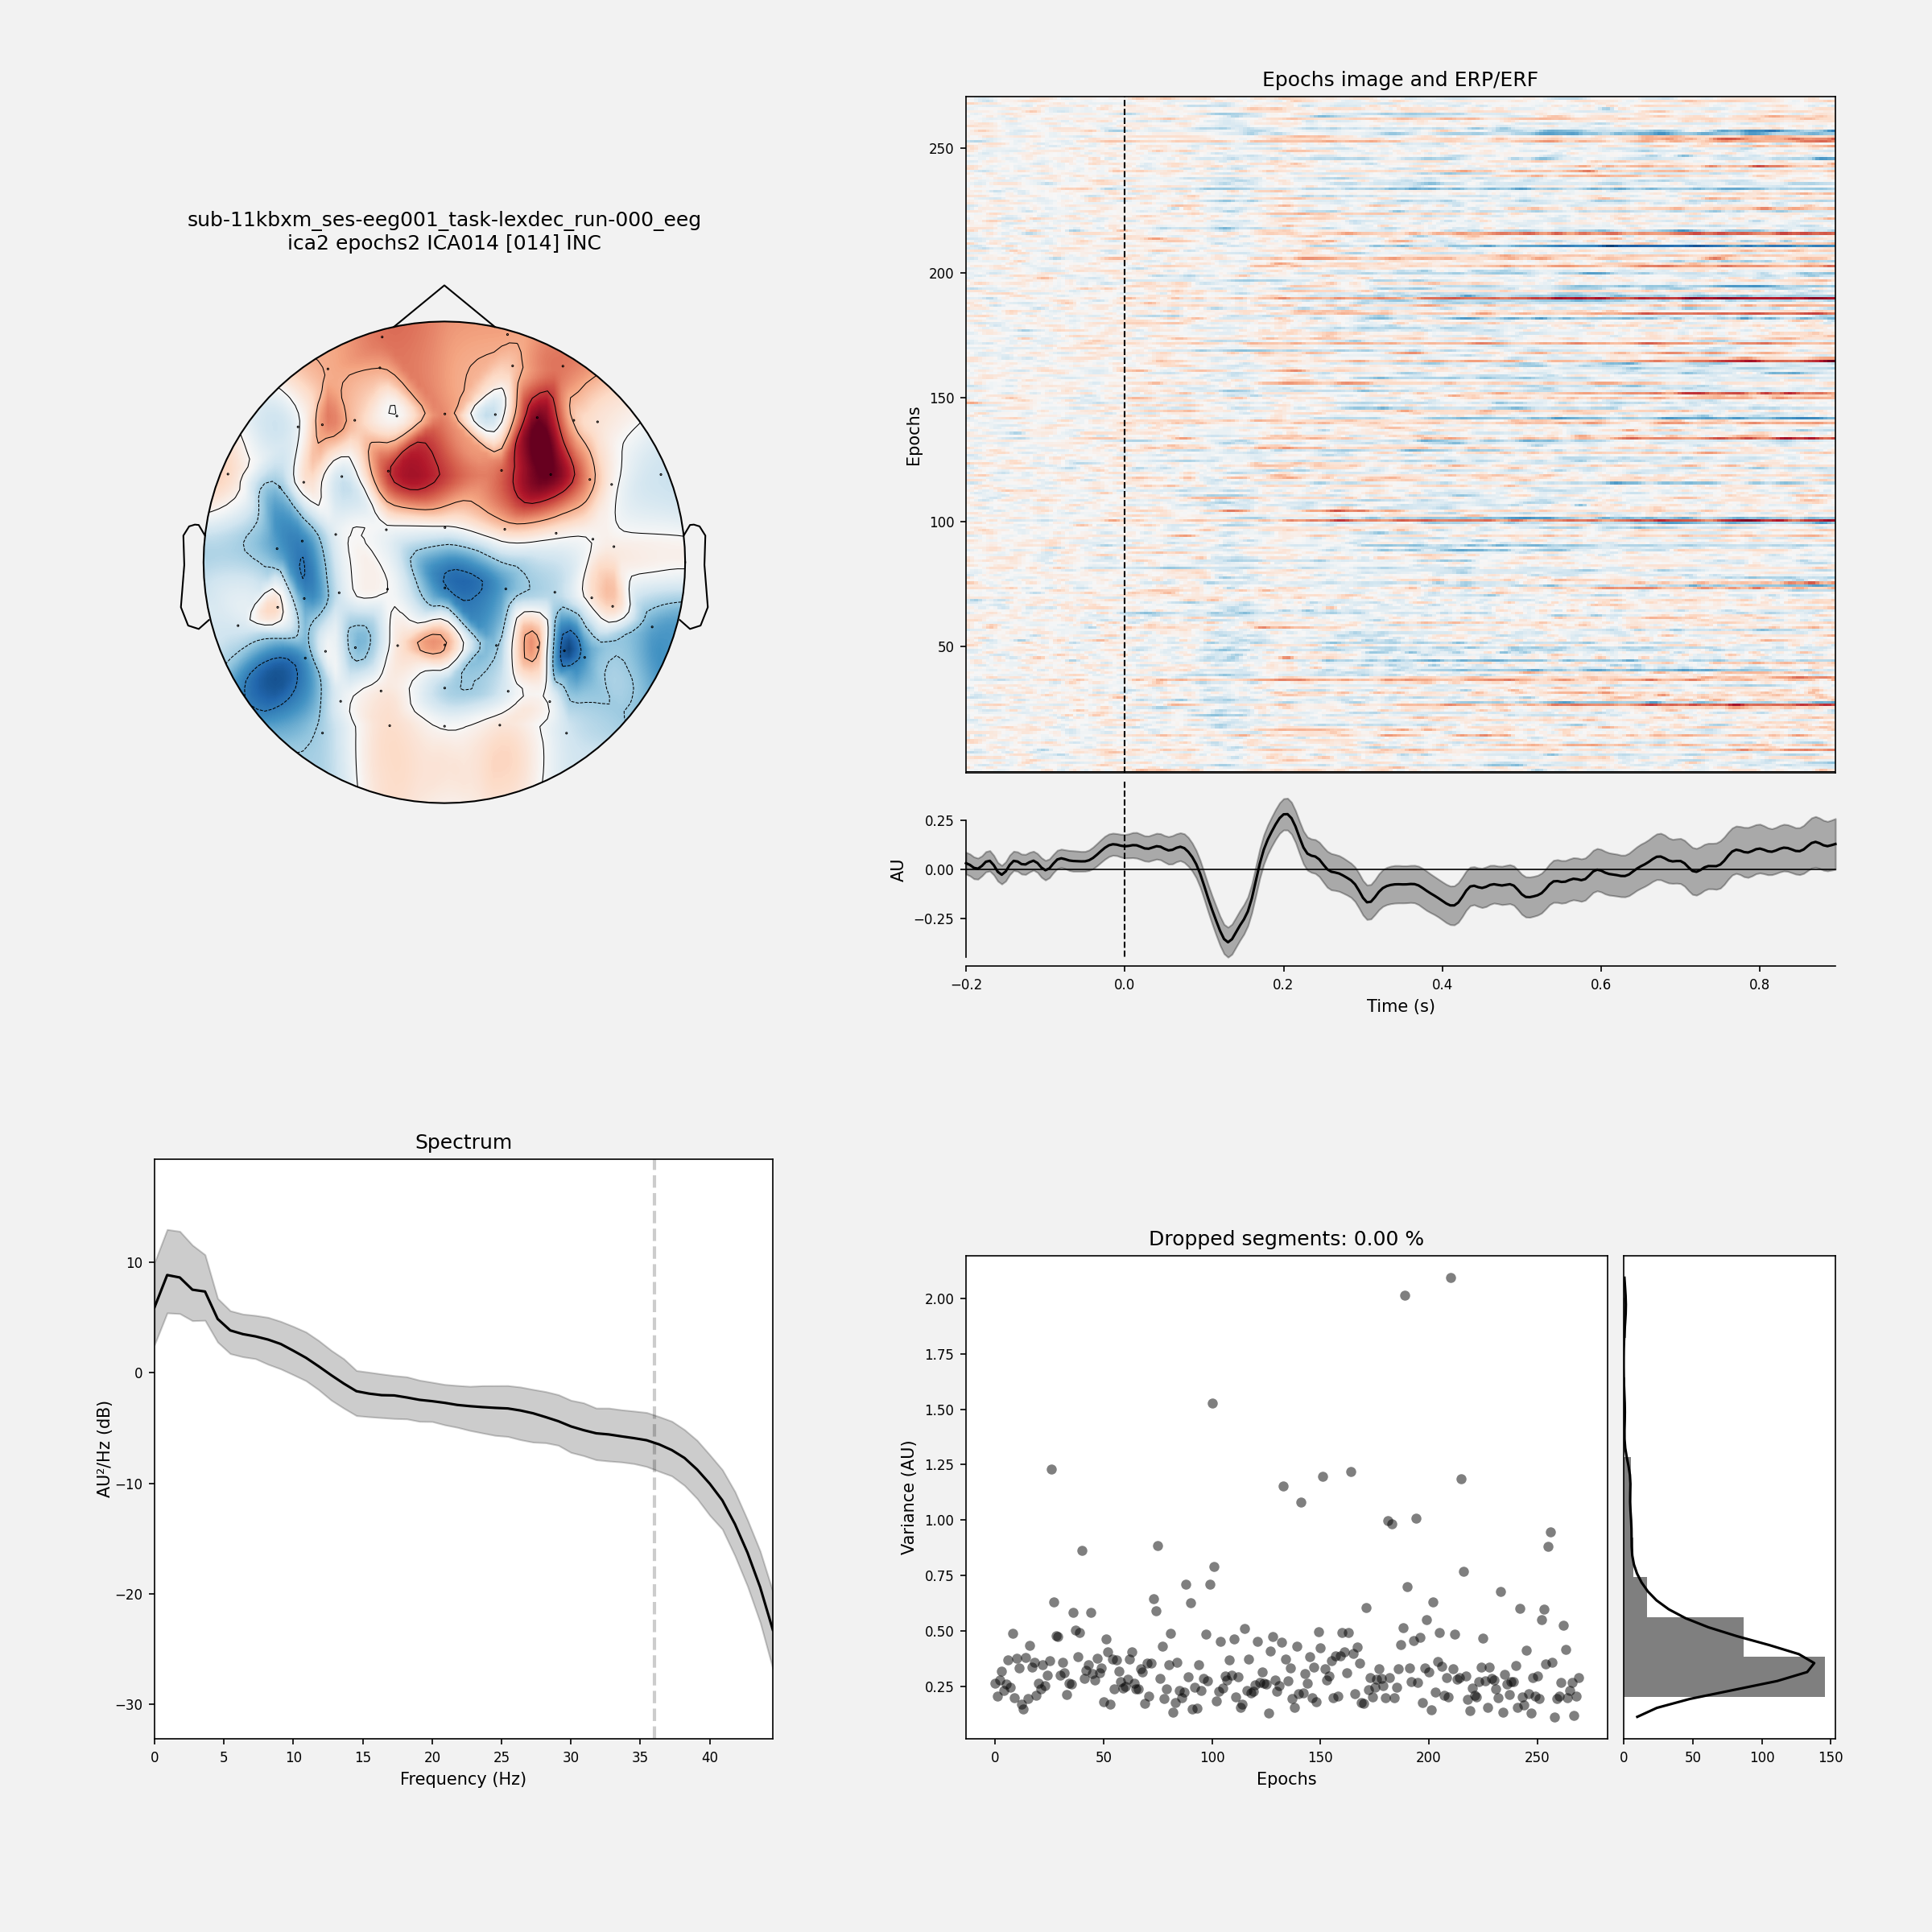 sub-11kbxm_ses-eeg001_task-lexdec_run-000_eeg
ica2 epochs2 ICA014 [014] INC
Epochs image and ERP/ERF
Epochs
250
200
150
100
50
AU
0.25
0.00
−0.25
−0.2 0.0 0.2 0.4 0.6 0.8
Time (s)
Spectrum
AU²/Hz (dB)
10
0
−10
−20
−30
0 5 10 15 20 25 30 35 40
Frequency (Hz)
Dropped segments: 0.00 %
Variance (AU)
2.00
1.75
1.50
1.25
1.00
0.75
0.50
0.25
0 50 100 150 200 250
Epochs
0 50 100 150